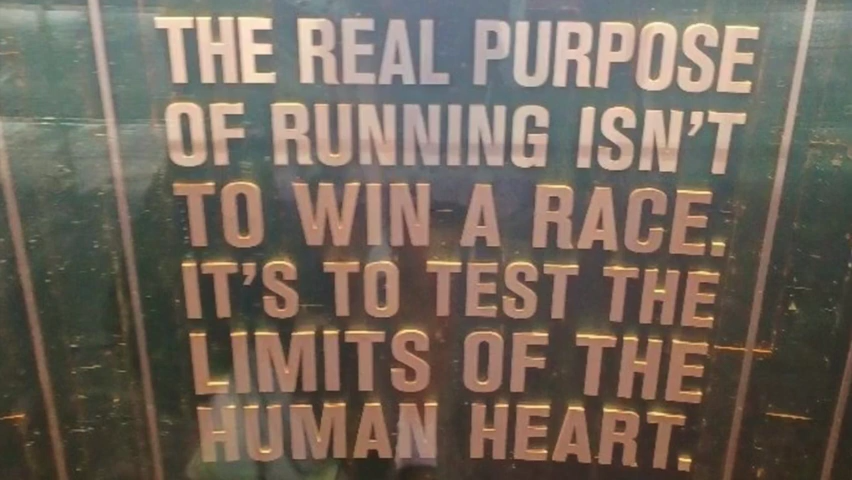 THE REAL PURPOSE
OF RUNNING ISN'T
TO WIN A RACE.
IT'S TO TEST THE
LIMITS OF THE
HUMAN HEART.